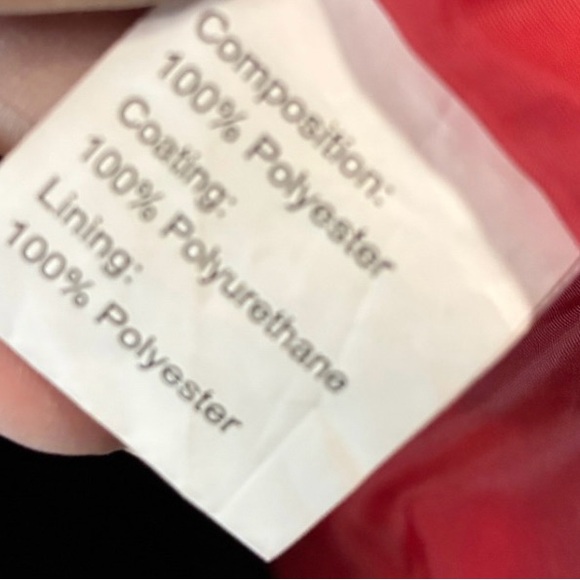 Composition:
100% Polyester
Coating:
100% Polyurethane
Lining:
100% Polyester